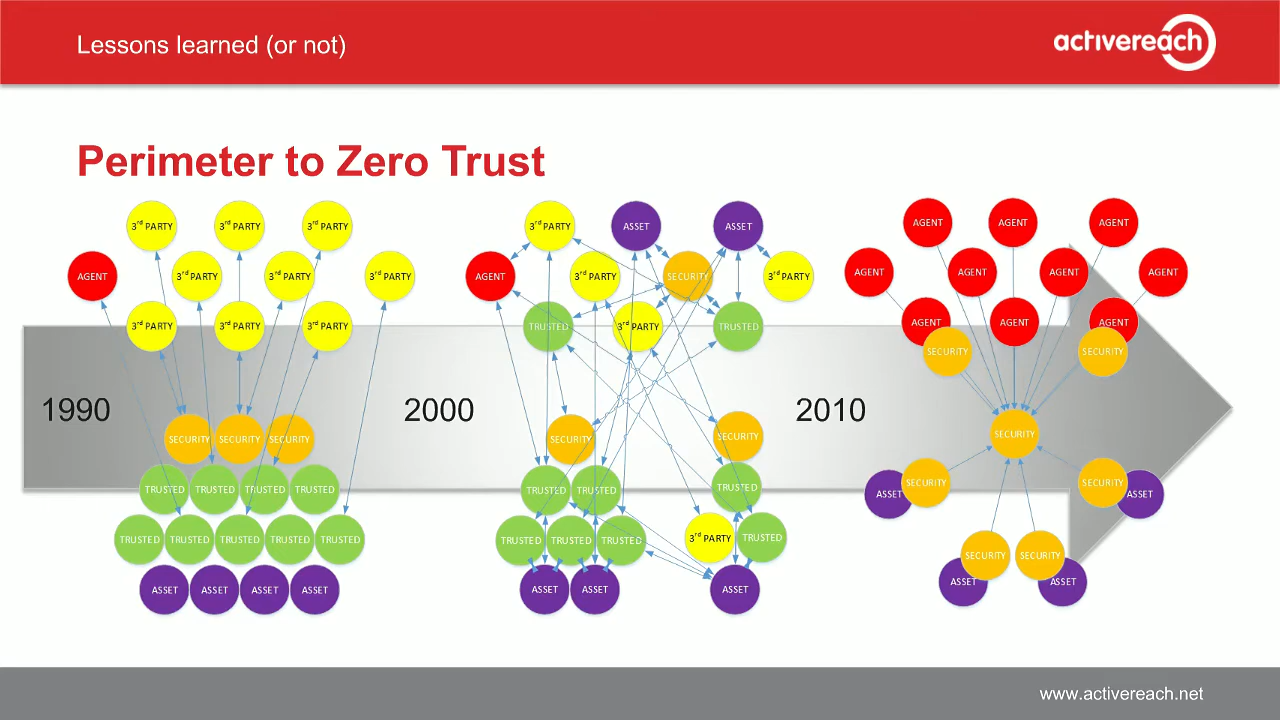 Lessons learned (or not)
activereach
Perimeter to Zero Trust
3rd PARTY 3rd PARTY 3rd PARTY
AGENT 3rd PARTY 3rd PARTY 3rd PARTY
3rd PARTY 3rd PARTY 3rd PARTY
1990
SECURITY SECURITY SECURITY
TRUSTED TRUSTED TRUSTED TRUSTED
TRUSTED TRUSTED TRUSTED TRUSTED TRUSTED
ASSET ASSET ASSET ASSET
3rd PARTY ASSET ASSET
AGENT 3rd PARTY SECURITY 3rd PARTY
TRUSTED 3rd PARTY TRUSTED
2000
SECURITY SECURITY
TRUSTED TRUSTED TRUSTED
TRUSTED TRUSTED TRUSTED 3rd PARTY TRUSTED
ASSET ASSET ASSET
AGENT AGENT AGENT
AGENT AGENT AGENT AGENT
AGENT AGENT AGENT
SECURITY SECURITY
2010
SECURITY
ASSET SECURITY SECURITY ASSET
SECURITY SECURITY
ASSET ASSET
www.activereach.net